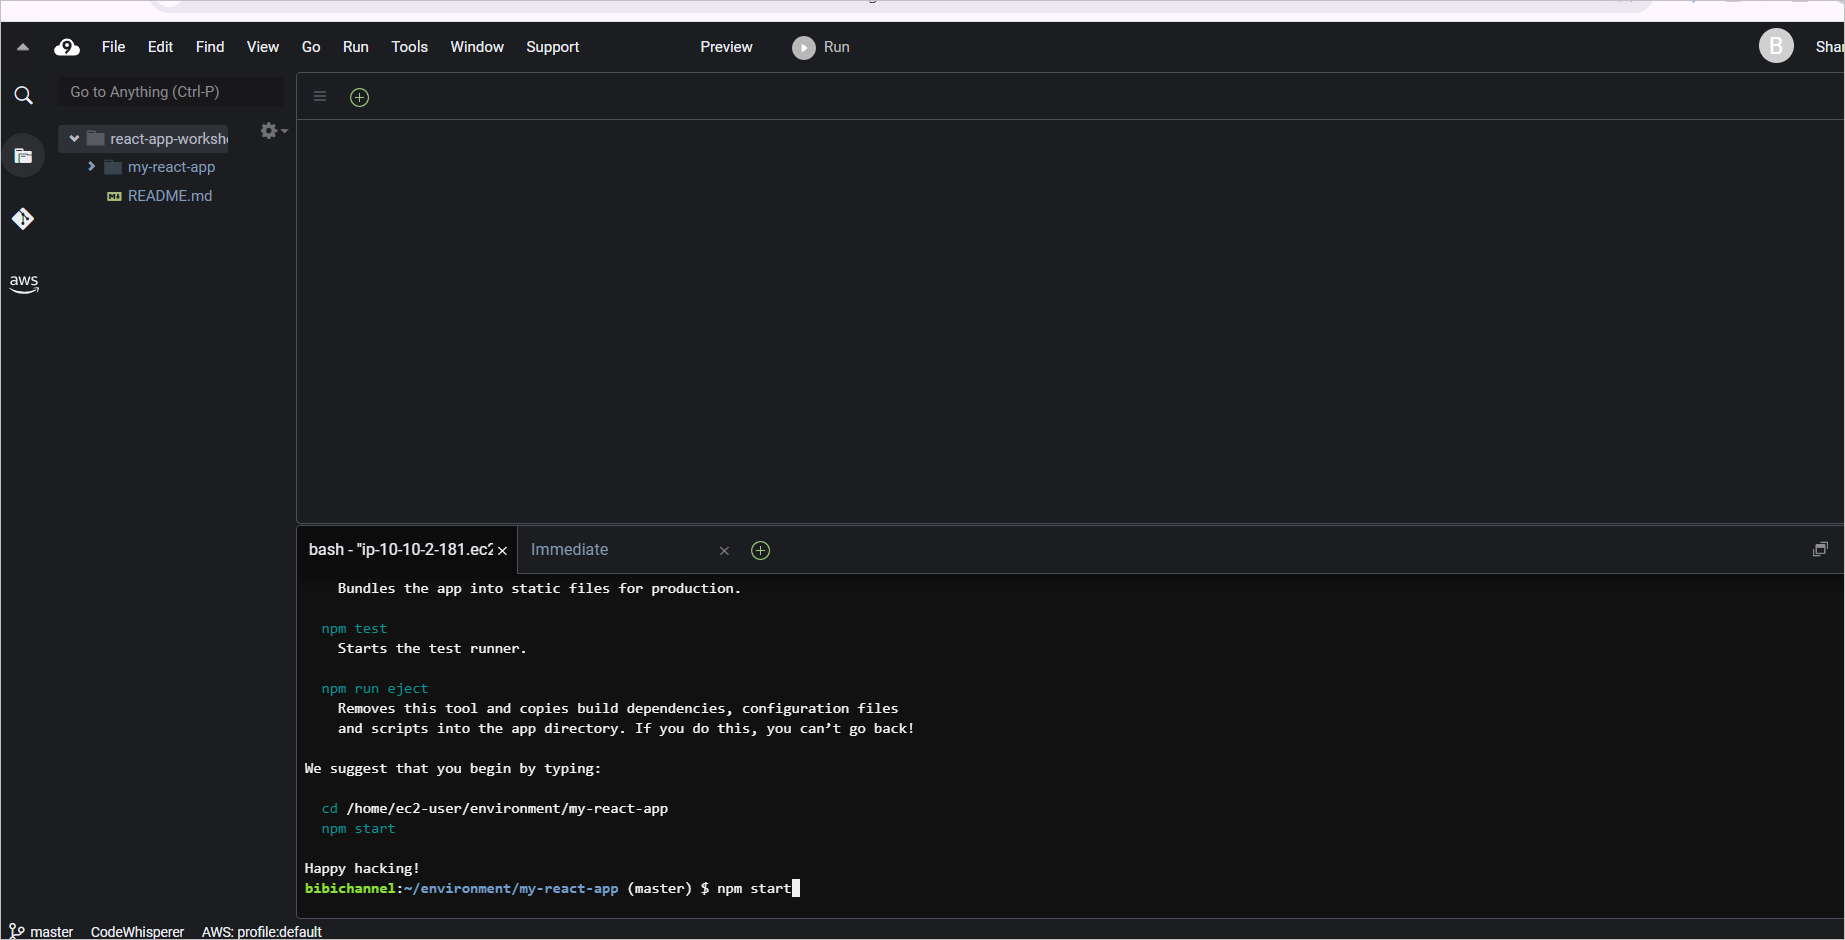 File Edit Find View Go Run Tools Window Support Preview Run B Shar
Go to Anything (Ctrl-P)
react-app-worksho
my-react-app
README.md
aws
bash - "ip-10-10-2-181.ec2 Immediate
Bundles the app into static files for production.
npm test
Starts the test runner.
npm run eject
Removes this tool and copies build dependencies, configuration files
and scripts into the app directory. If you do this, you can’t go back!
We suggest that you begin by typing:
cd /home/ec2-user/environment/my-react-app
npm start
Happy hacking!
bibichannel:~/environment/my-react-app (master) $ npm start
master CodeWhisperer AWS: profile:default